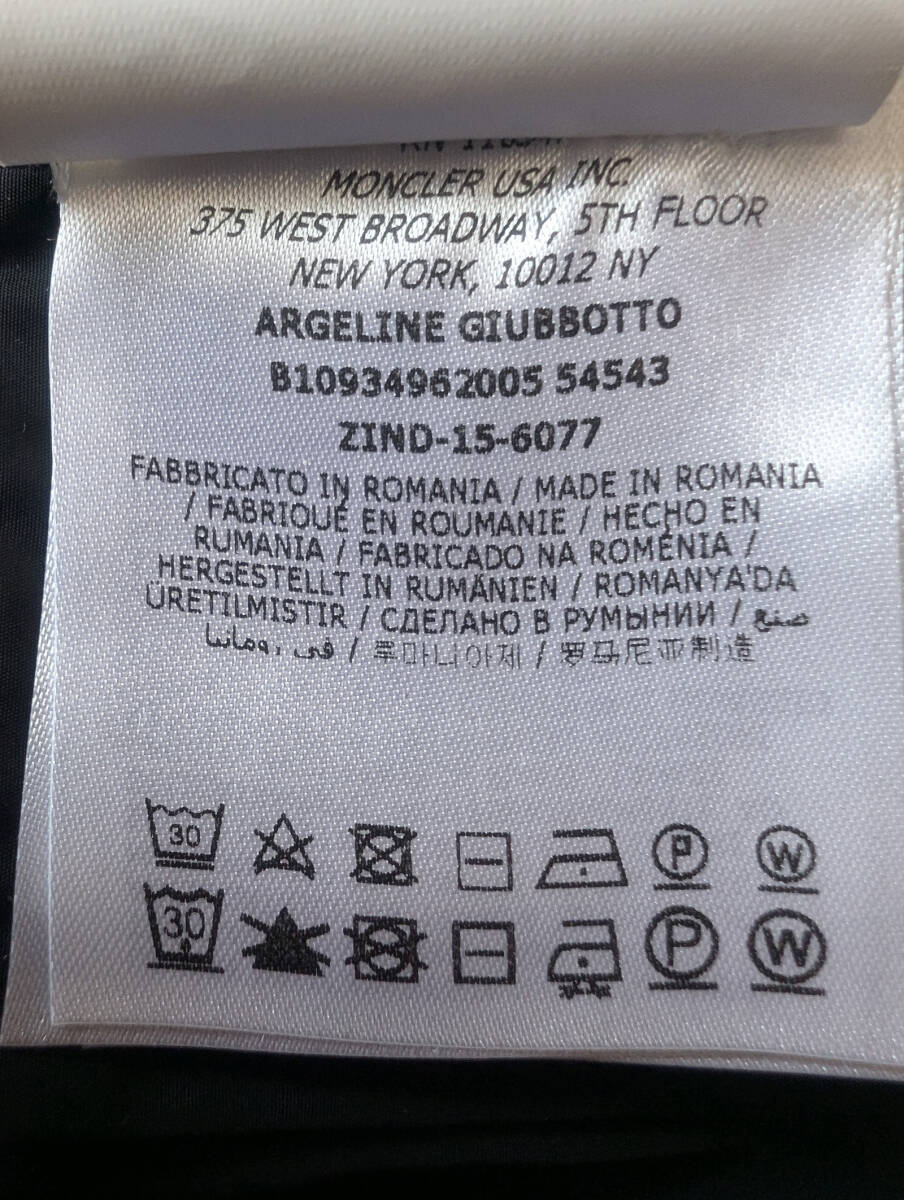 MONCLER USA INC.
375 WEST BROADWAY, 5TH FLOOR
NEW YORK, 10012 NY
ARGELINE GIUBBOTTO
B10934962005 54543
ZIND-15-6077
FABBRICATO IN ROMANIA / MADE IN ROMANIA
/ FABRIQUÉ EN ROUMANIE / HECHO EN
RUMANIA / FABRICADO NA ROMÉNIA /
HERGESTELLT IN RUMÄNIEN / ROMANYA'DA
ÜRETILMISTIR / СДЕЛАНО В РУМЫНИИ / صنع
في رومانيا / 루마니아제 / 罗马尼亚制造
30 P W
30 P W